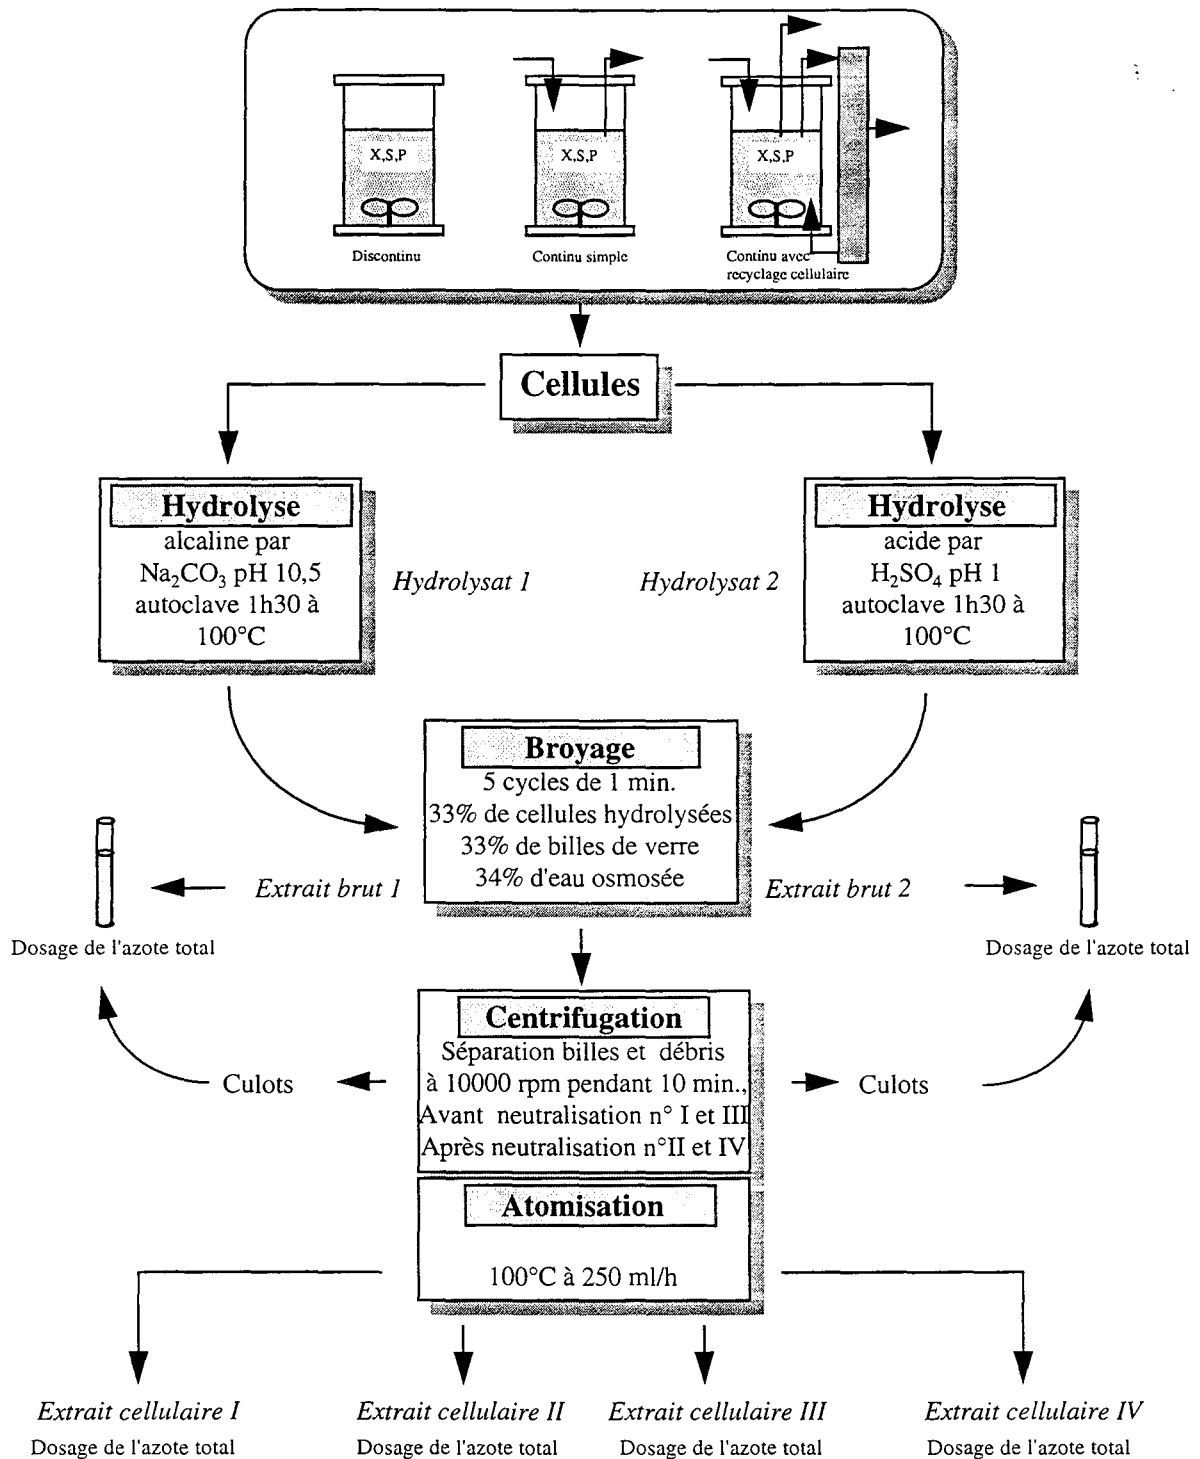 X,S,P
X,S,P
X,S,P
Discontinu
Continu simple
Continu avec
recyclage cellulaire
Cellules
Hydrolyse
alcaline par
Na₂CO₃ pH 10,5
autoclave 1h30 à
100°C
Hydrolysat 1
Hydrolysat 2
Hydrolyse
acide par
H₂SO₄ pH 1
autoclave 1h30 à
100°C
Broyage
5 cycles de 1 min.
33% de cellules hydrolysées
33% de billes de verre
34% d'eau osmosée
Extrait brut 1
Extrait brut 2
Dosage de l'azote total
Dosage de l'azote total
Centrifugation
Séparation billes et débris
à 10000 rpm pendant 10 min.,
Avant neutralisation n° I et III
Après neutralisation n°II et IV
Culots
Culots
Atomisation
100°C à 250 ml/h
Extrait cellulaire I
Dosage de l'azote total
Extrait cellulaire II
Dosage de l'azote total
Extrait cellulaire III
Dosage de l'azote total
Extrait cellulaire IV
Dosage de l'azote total